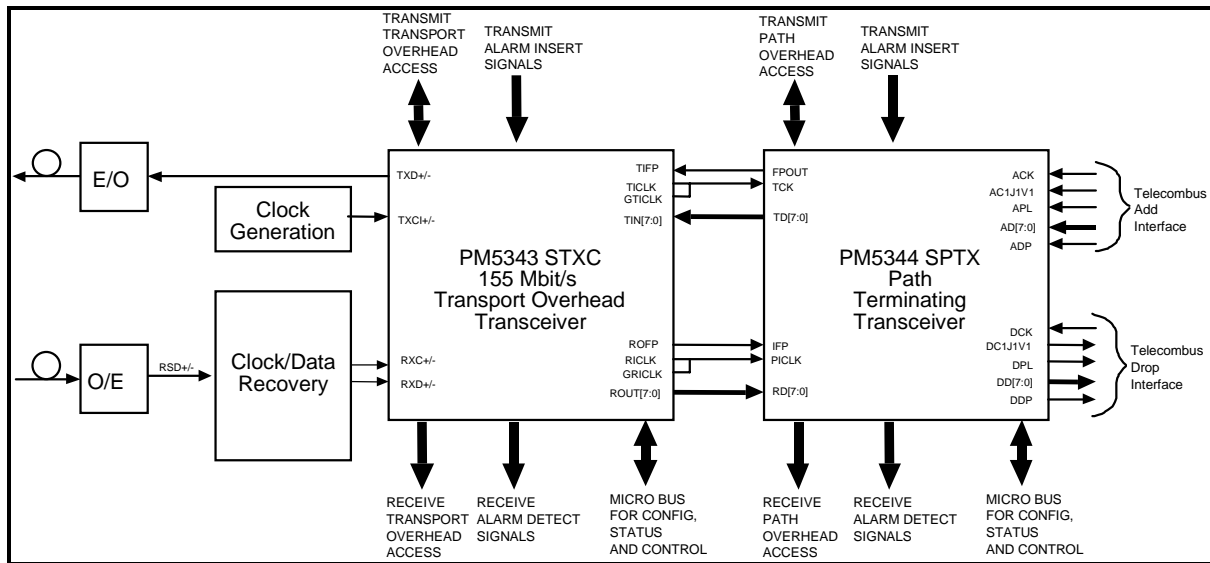 TRANSMIT
TRANSPORT
OVERHEAD
ACCESS
TRANSMIT
ALARM INSERT
SIGNALS
TRANSMIT
PATH
OVERHEAD
ACCESS
TRANSMIT
ALARM INSERT
SIGNALS
E/O
Clock
Generation
O/E
RSD+/-
Clock/Data
Recovery
TXD+/-
TXCI+/-
RXC+/-
RXD+/-
PM5343 STXC
155 Mbit/s
Transport Overhead
Transceiver
TIFP
TICLK
GTICLK
TIN[7:0]
ROFP
RICLK
GRICLK
ROUT[7:0]
FPOUT
TCK
TD[7:0]
IFP
PICLK
RD[7:0]
PM5344 SPTX
Path
Terminating
Transceiver
ACK
AC1J1V1
APL
AD[7:0]
ADP
DCK
DC1J1V1
DPL
DD[7:0]
DDP
Telecombus
Add
Interface
Telecombus
Drop
Interface
RECEIVE
TRANSPORT
OVERHEAD
ACCESS
RECEIVE
ALARM DETECT
SIGNALS
MICRO BUS
FOR CONFIG,
STATUS
AND CONTROL
RECEIVE
PATH
OVERHEAD
ACCESS
RECEIVE
ALARM DETECT
SIGNALS
MICRO BUS
FOR CONFIG,
STATUS
AND CONTROL